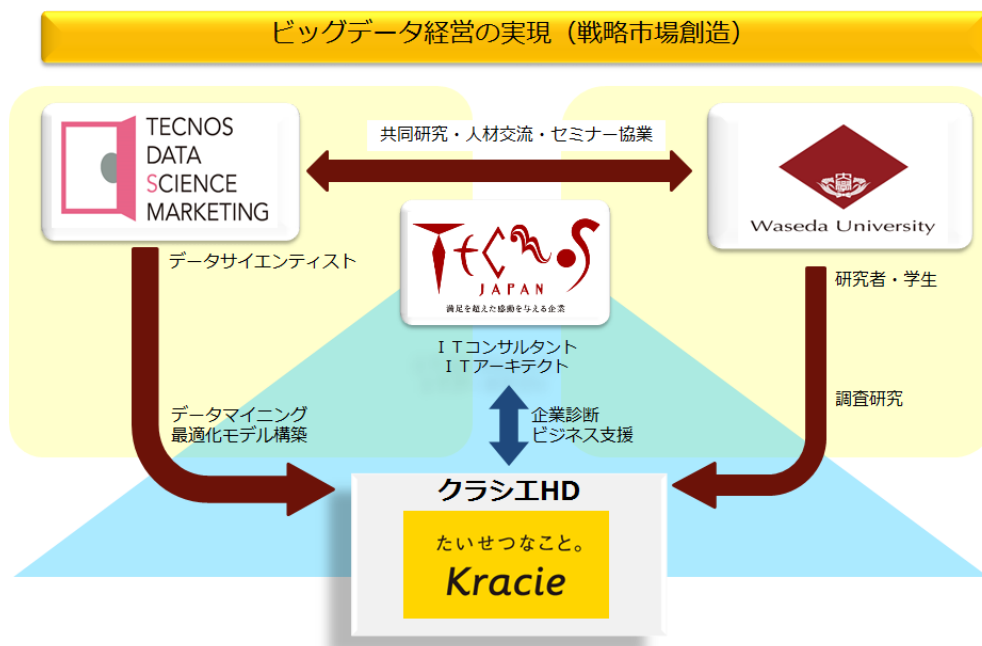 ビッグデータ経営の実現（戦略市場創造）
TECNOS
DATA
SCIENCE
MARKETING
共同研究・人材交流・セミナー協業
Waseda University
データサイエンティスト
TECNOS
JAPAN
満足を超えた感動を与える企業
研究者・学生
ＩＴコンサルタント
ＩＴアーキテクト
データマイニング
最適化モデル構築
企業診断
ビジネス支援
調査研究
クラシエHD
たいせつなこと。
Kracie